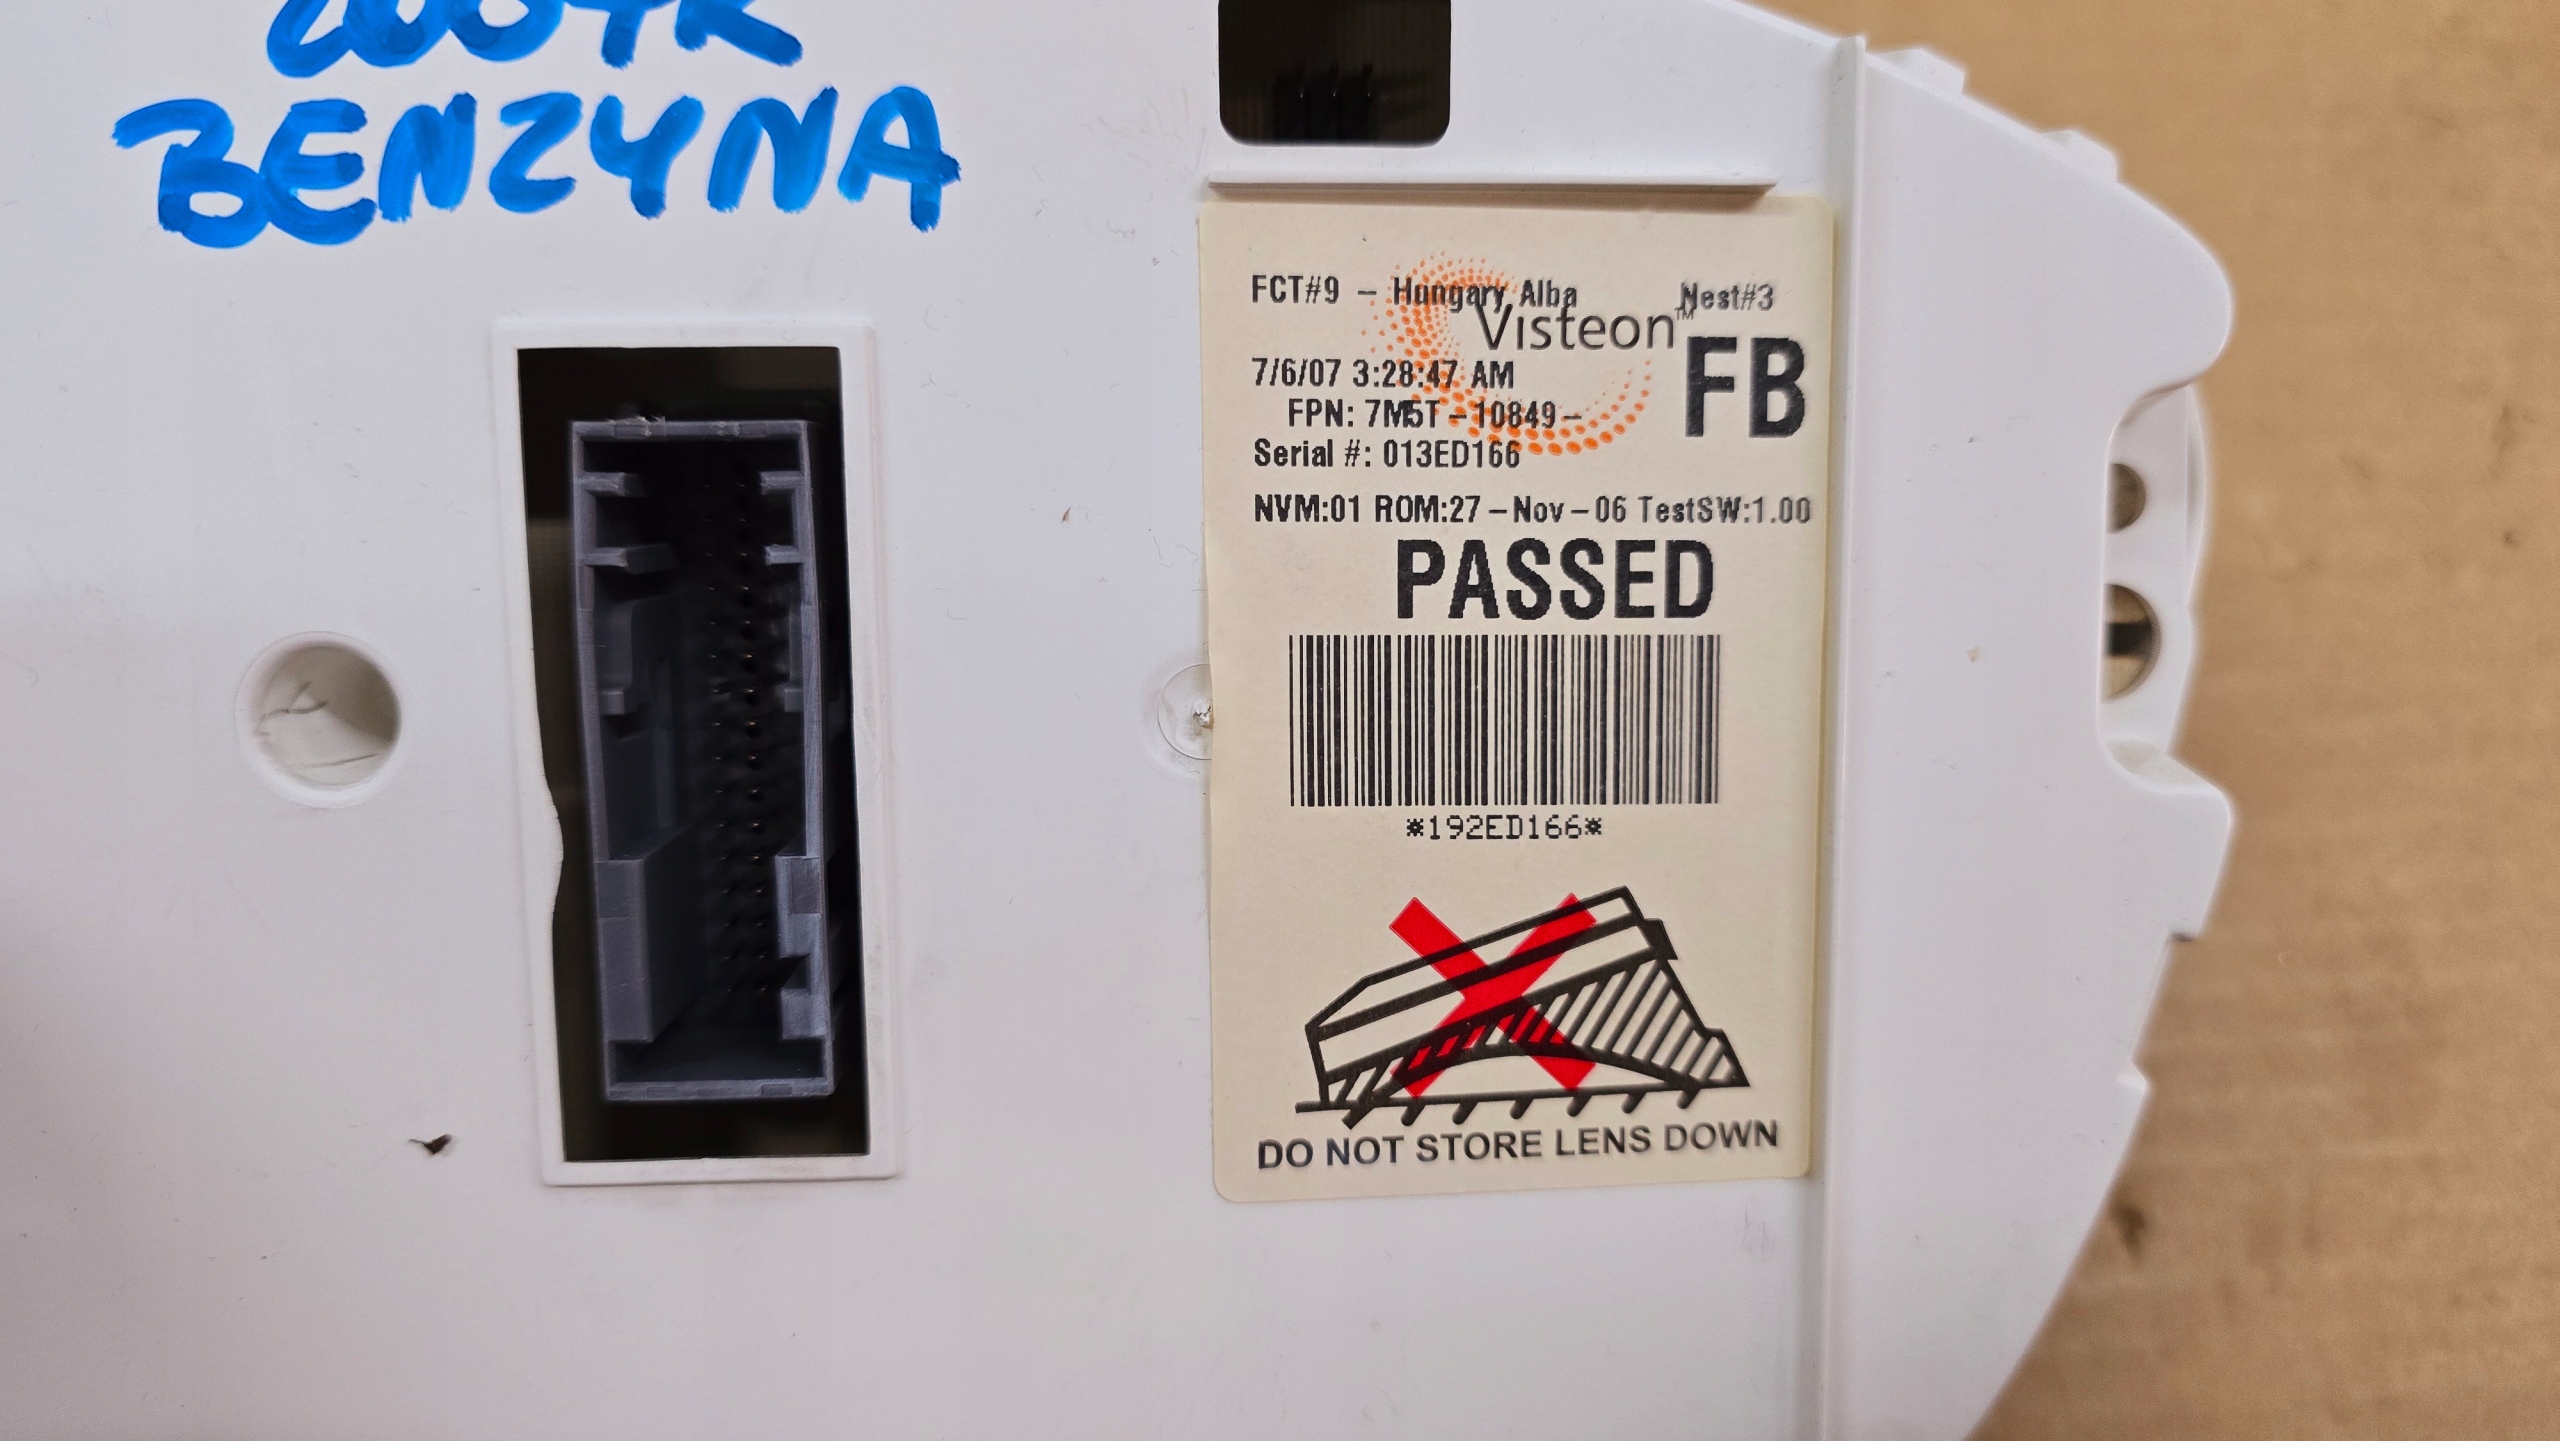 BENZYNA
FCT#9 - Hungary, Alba Nest#3
Visteon™
7/6/07 3:28:47 AM
FB
FPN: 7M5T-10849-
Serial #: 013ED166
NVM:01 ROM:27-Nov-06 TestSW:1.00
PASSED
*192ED166*
DO NOT STORE LENS DOWN